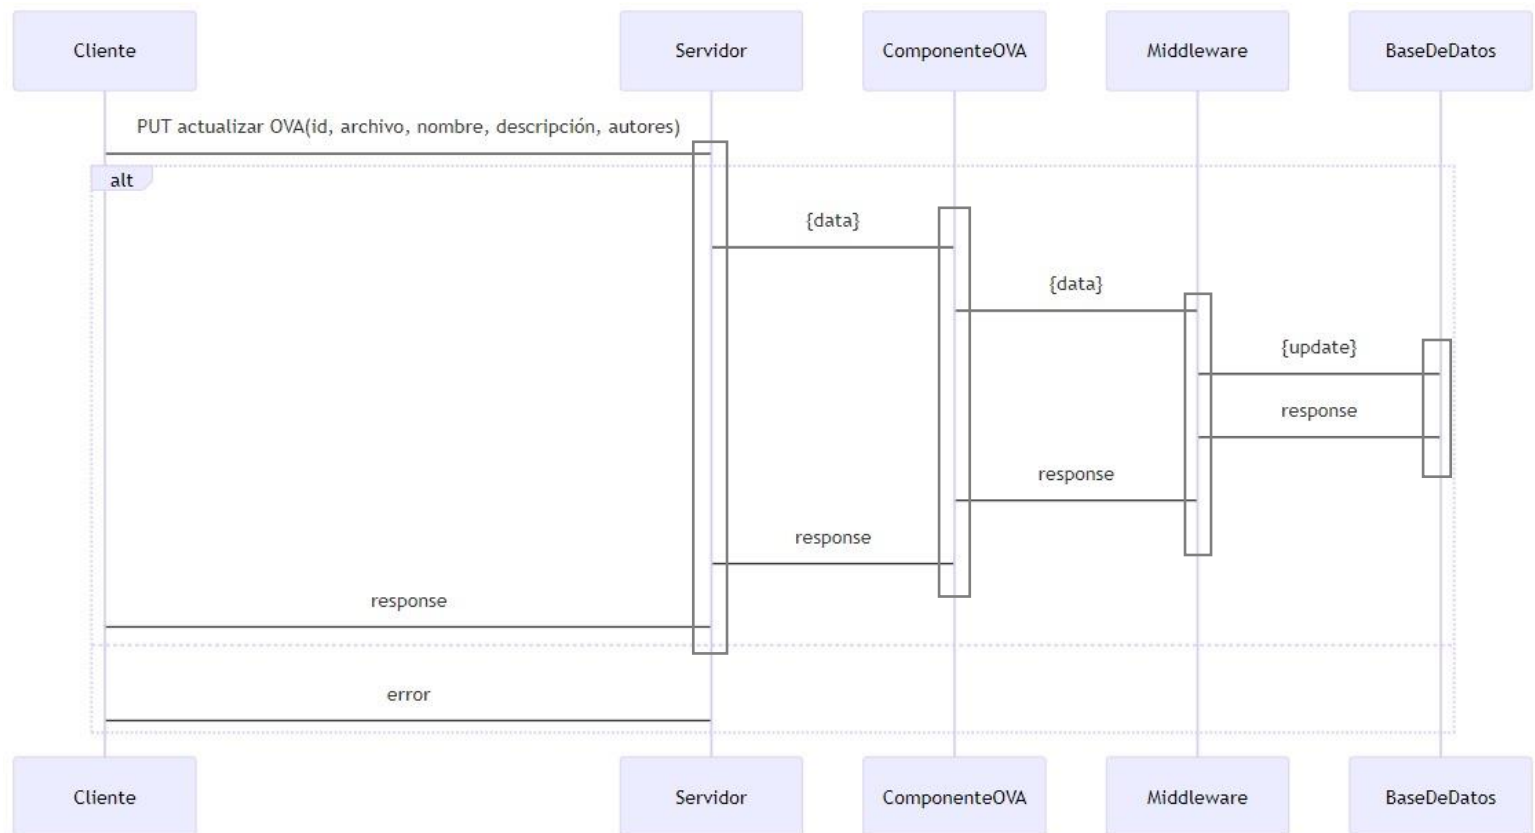 Cliente
Servidor
ComponenteOVA
Middleware
BaseDeDatos
PUT actualizar OVA(id, archivo, nombre, descripción, autores)
alt
{data}
{data}
{update}
response
response
response
response
error
Cliente
Servidor
ComponenteOVA
Middleware
BaseDeDatos